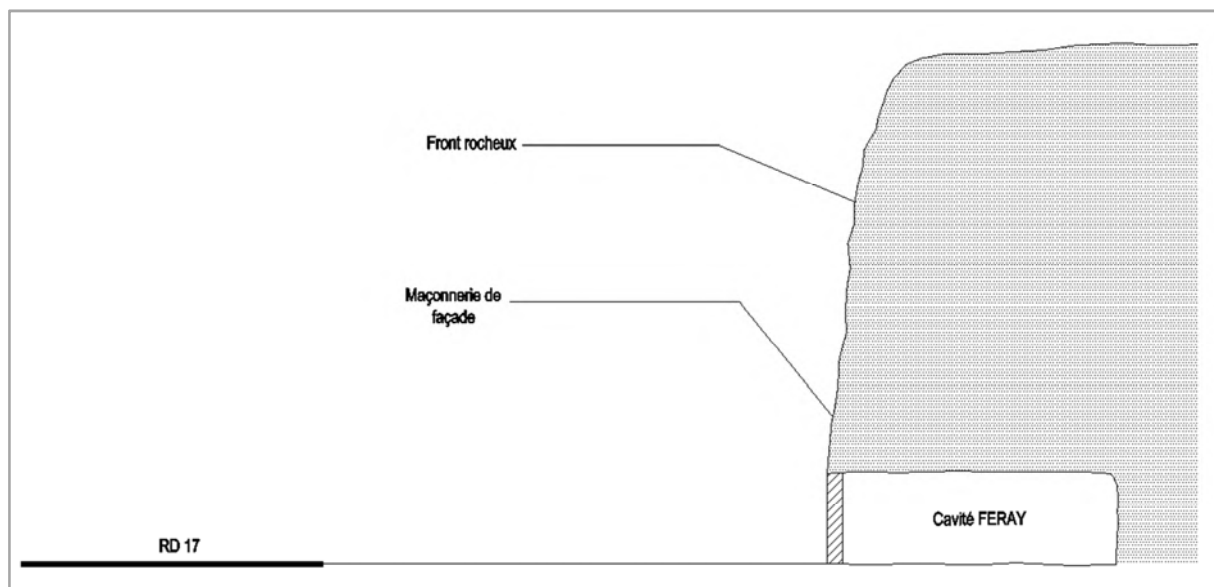 Front rocheux
Maçonnerie de
façade
Cavité FERAY
RD 17